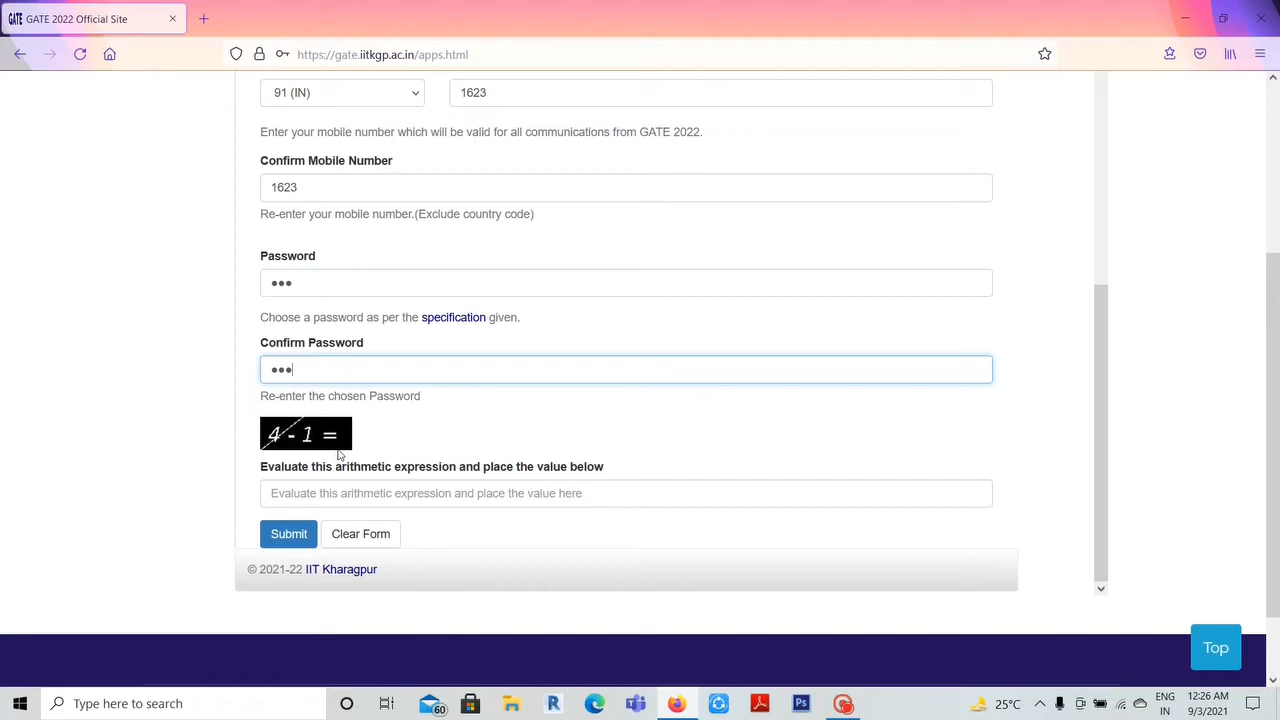 GATE GATE 2022 Official Site
https://gate.iitkgp.ac.in/apps.html
91 (IN) 1623
Enter your mobile number which will be valid for all communications from GATE 2022.
Confirm Mobile Number
1623
Re-enter your mobile number.(Exclude country code)
Password
Choose a password as per the specification given.
Confirm Password
Re-enter the chosen Password
4 - 1 =
Evaluate this arithmetic expression and place the value below
Evaluate this arithmetic expression and place the value here
Submit Clear Form
© 2021-22 IIT Kharagpur
Top
Type here to search 60 R Ps 25°C ENG IN 12:26 AM 9/3/2021